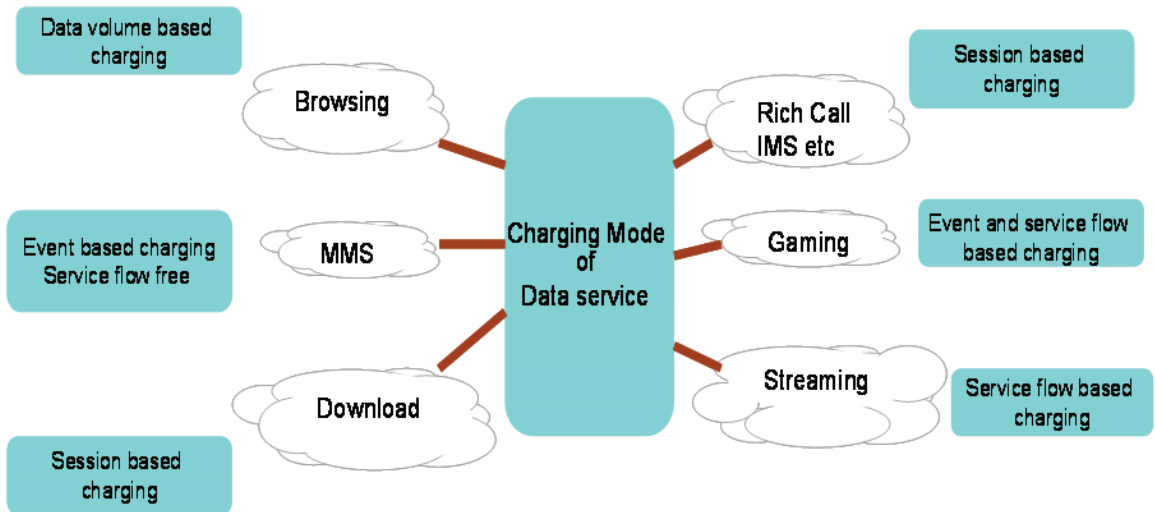 Data volume based
charging
Browsing
Event based charging
Service flow free
MMS
Download
Session based
charging
Charging Mode
of
Data service
Rich Call
IMS etc
Session based
charging
Gaming
Event and service flow
based charging
Streaming
Service flow based
charging